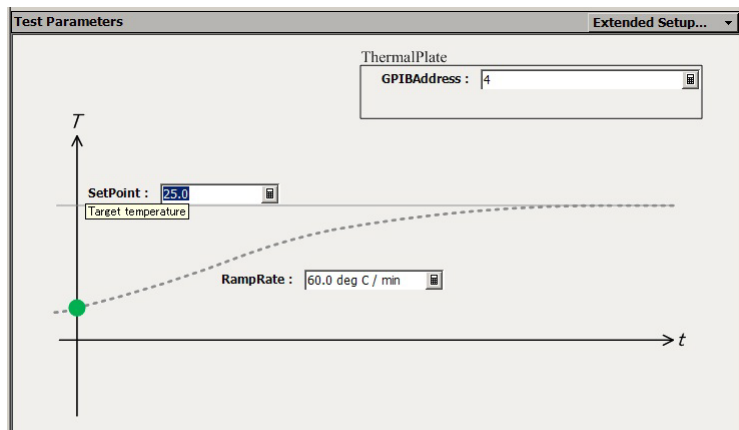 Test Parameters
Extended Setup...
ThermalPlate
GPIBAddress : 4
T
SetPoint : 25.0
Target temperature
RampRate : 60.0 deg C / min
t